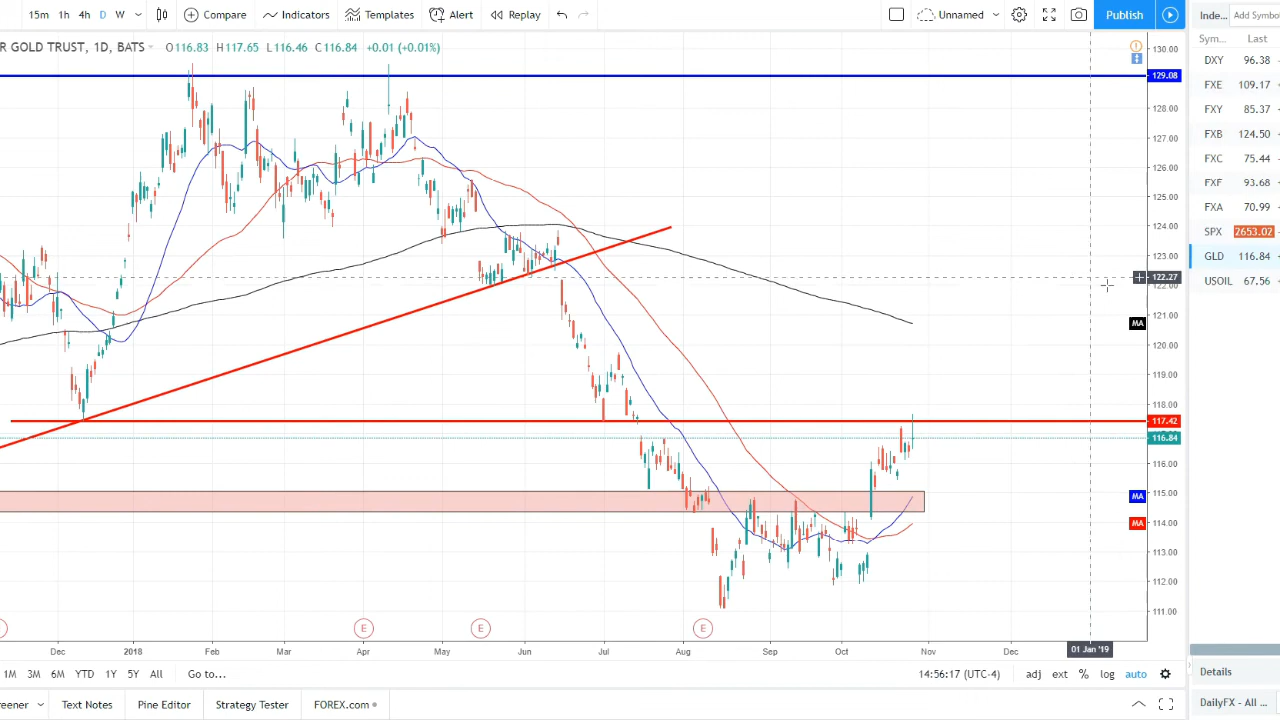 15m 1h 4h D W Compare Indicators Templates Alert Replay Unnamed Publish Inde... Add Symbo
R GOLD TRUST, 1D, BATS O116.83 H117.65 L116.46 C116.84 +0.01 (+0.01%)
Sym... Last
DXY 96.38
FXE 109.17
FXY 85.37
FXB 124.50
FXC 75.44
FXF 93.68
FXA 70.99
SPX 2653.02
GLD 116.84
USOIL 67.56
130.00
129.08
128.00
127.00
126.00
125.00
124.00
123.00
122.27
122.00
121.00
MA
120.00
119.00
118.00
117.42
116.84
116.00
115.00
MA
114.00
MA
113.00
112.00
111.00
E E E
Dec 2018 Feb Mar Apr May Jun Jul Aug Sep Oct Nov Dec 01 Jan '19
1M 3M 6M YTD 1Y 5Y All Go to... 14:56:17 (UTC-4) adj ext % log auto
Details
reener Text Notes Pine Editor Strategy Tester FOREX.com
DailyFX - All ...